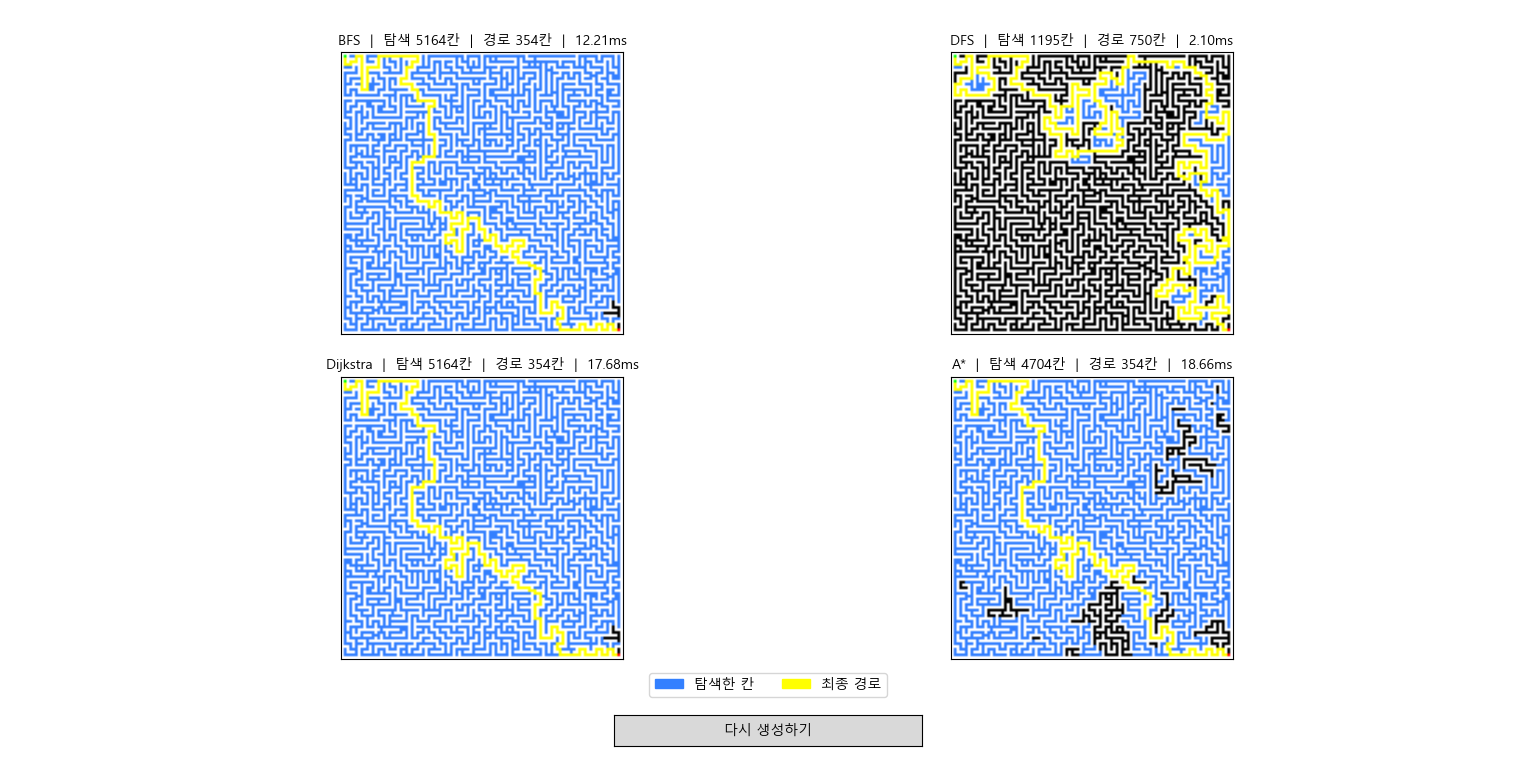 BFS | 탐색 5164칸 | 경로 354칸 | 12.21ms
DFS | 탐색 1195칸 | 경로 750칸 | 2.10ms
Dijkstra | 탐색 5164칸 | 경로 354칸 | 17.68ms
A* | 탐색 4704칸 | 경로 354칸 | 18.66ms
탐색한 칸
최종 경로
다시 생성하기